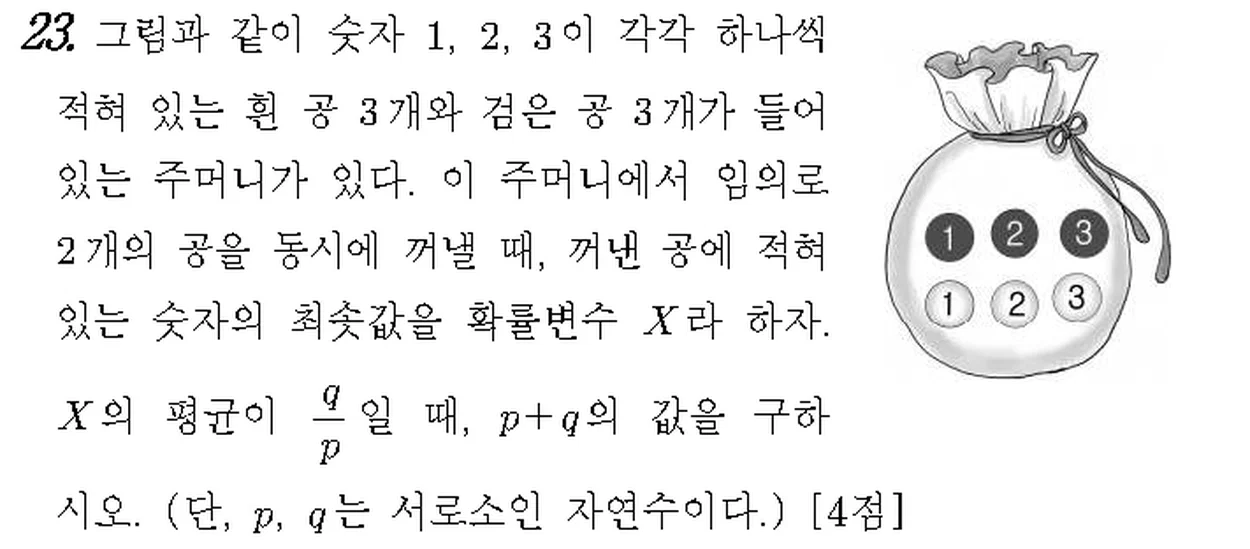 23. 그림과 같이 숫자 1, 2, 3이 각각 하나씩
적혀 있는 흰 공 3개와 검은 공 3개가 들어
있는 주머니가 있다. 이 주머니에서 임의로
2개의 공을 동시에 꺼낼 때, 꺼낸 공에 적혀
있는 숫자의 최솟값을 확률변수 X라 하자.
X의 평균이 q/p일 때, p+q의 값을 구하
시오. (단, p, q는 서로소인 자연수이다.) [4점]
1 2 3
1 2 3